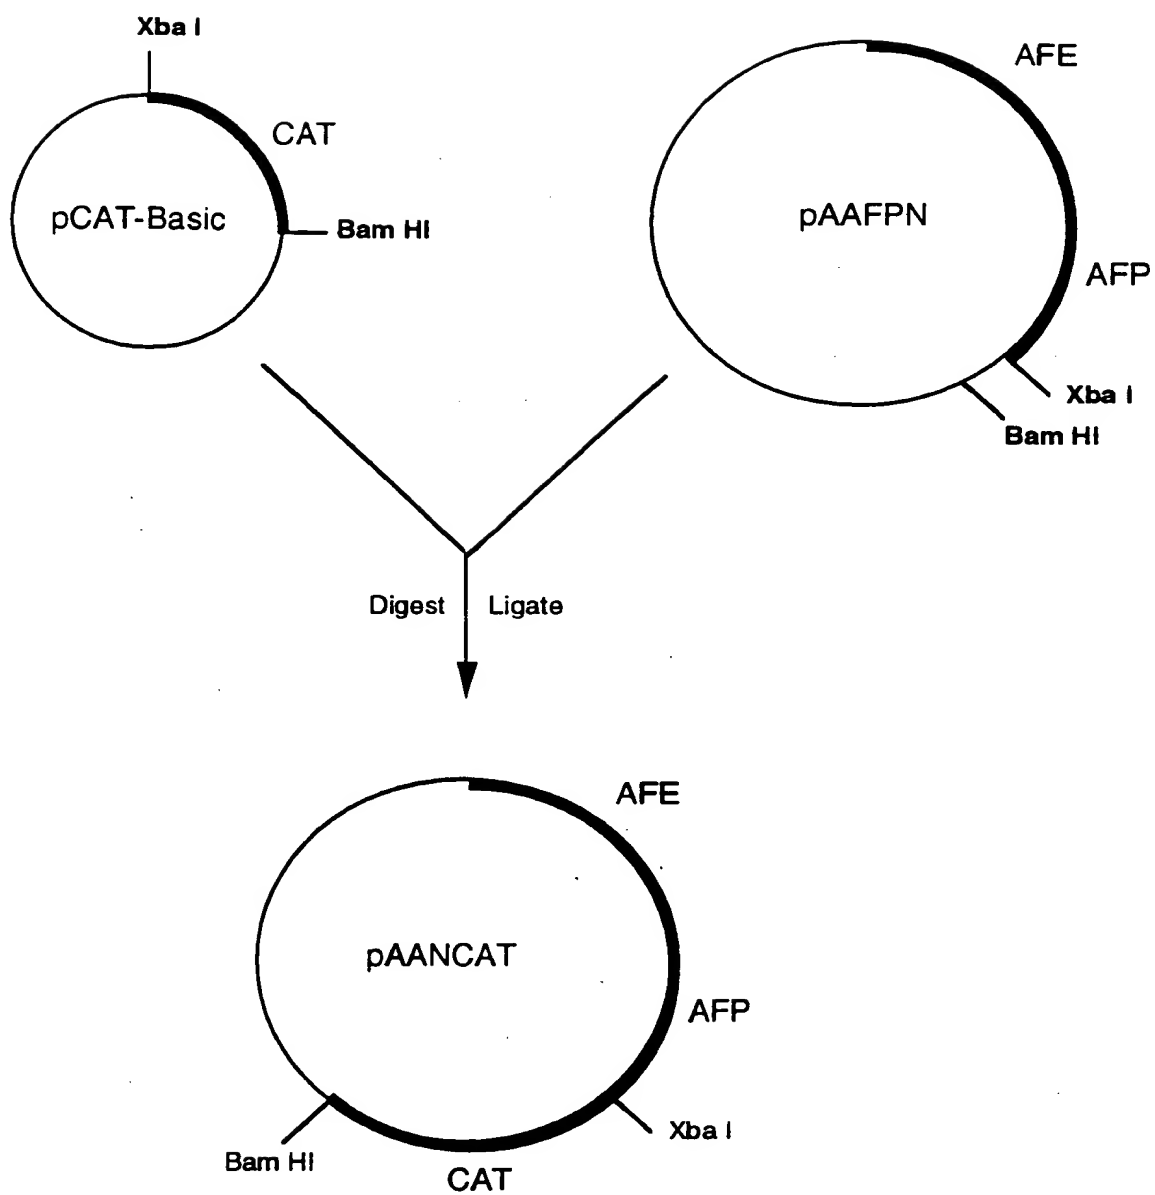 Xba I
CAT
pCAT-Basic
Bam HI
AFE
pAAFPN
AFP
Xba I
Bam HI
Digest
Ligate
AFE
pAANCAT
AFP
Xba I
Bam HI
CAT